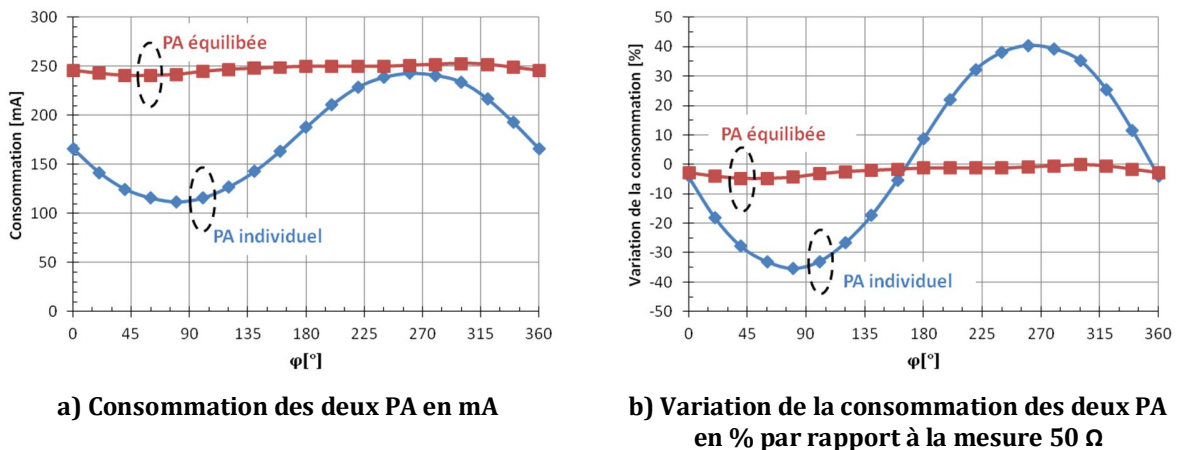 300
250
200
150
100
50
0
Consommation [mA]
PA équilibée
PA individuel
0 45 90 135 180 225 270 315 360
φ[°]
a) Consommation des deux PA en mA
50
40
30
20
10
0
-10
-20
-30
-40
-50
Variation de la consommation [%]
PA équilibée
PA individuel
0 45 90 135 180 225 270 315 360
φ[°]
b) Variation de la consommation des deux PA
en % par rapport à la mesure 50 Ω